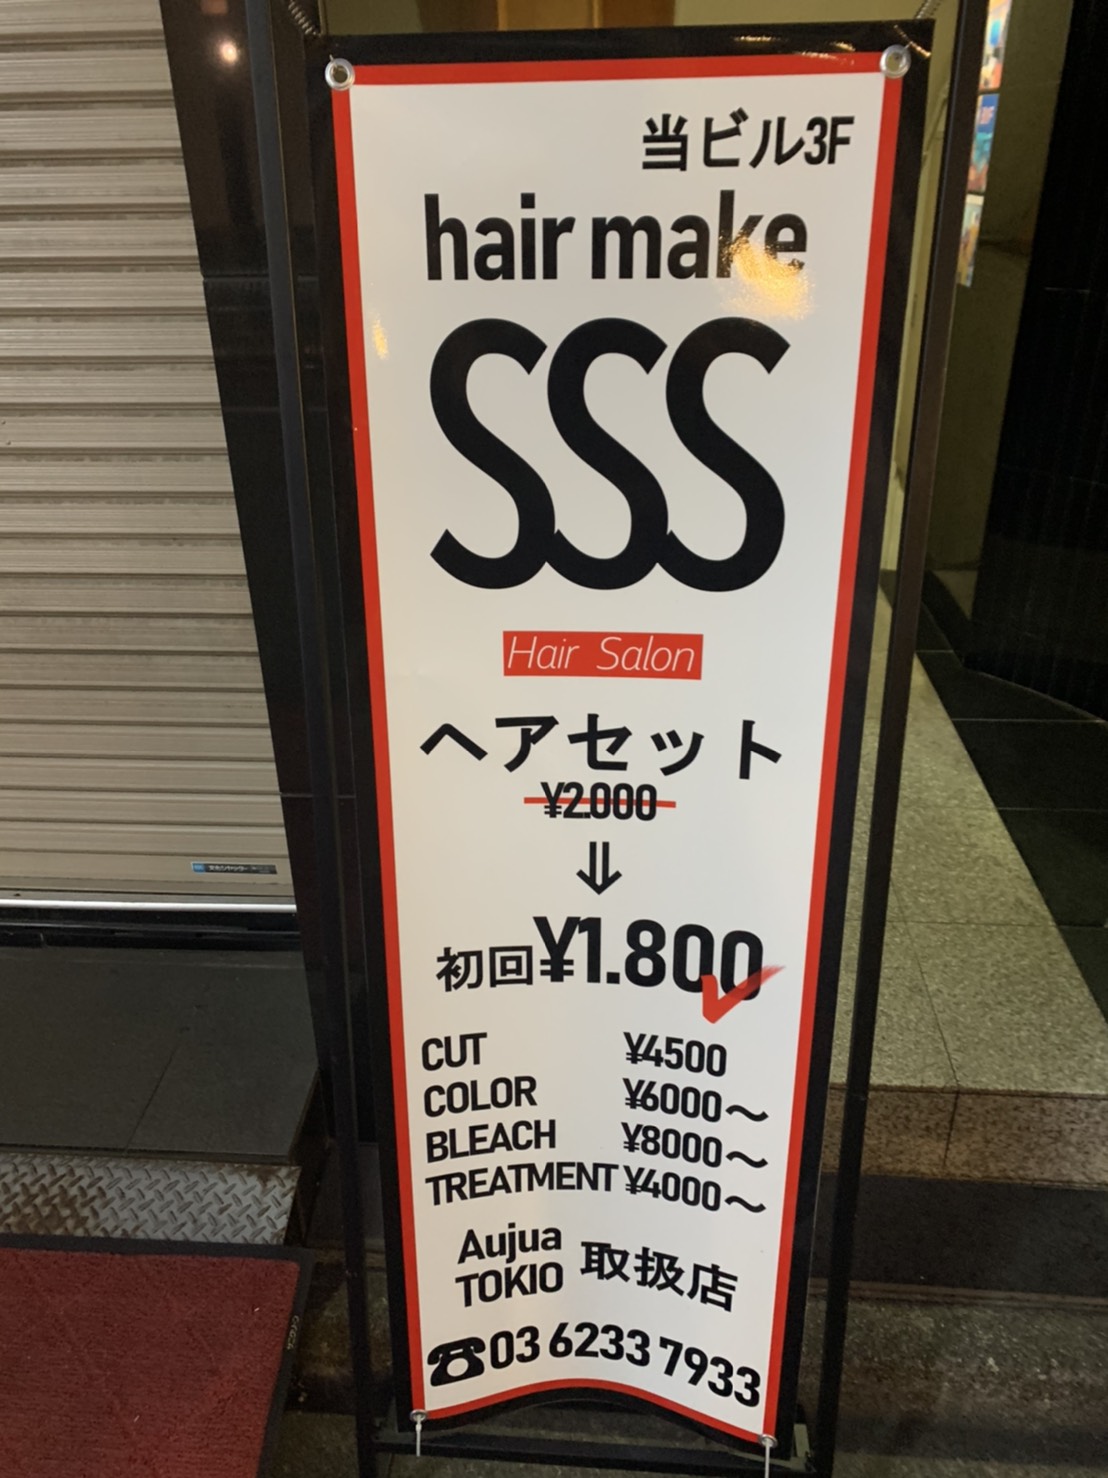 当ビル3F
hair make
SSS
Hair Salon
ヘアセット
¥2.000
⇓
初回¥1.800
CUT ¥4500
COLOR ¥6000〜
BLEACH ¥8000〜
TREATMENT ¥4000〜
Aujua
TOKIO 取扱店
☎03 6233 7933